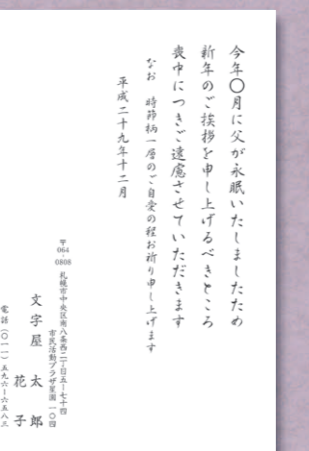 今年〇月に父が永眠いたしましたため
新年のご挨拶を申し上げるべきところ
喪中につきご遠慮させていただきます
なお 時節柄一層のご自愛の程お祈り申し上げます
平成二十九年十二月
〒064-0808 札幌市中央区南八条西二丁目五−七十四
市民活動プラザ星園一〇四
文字屋 太郎
花子
電話(〇一一)五九六−六五八三